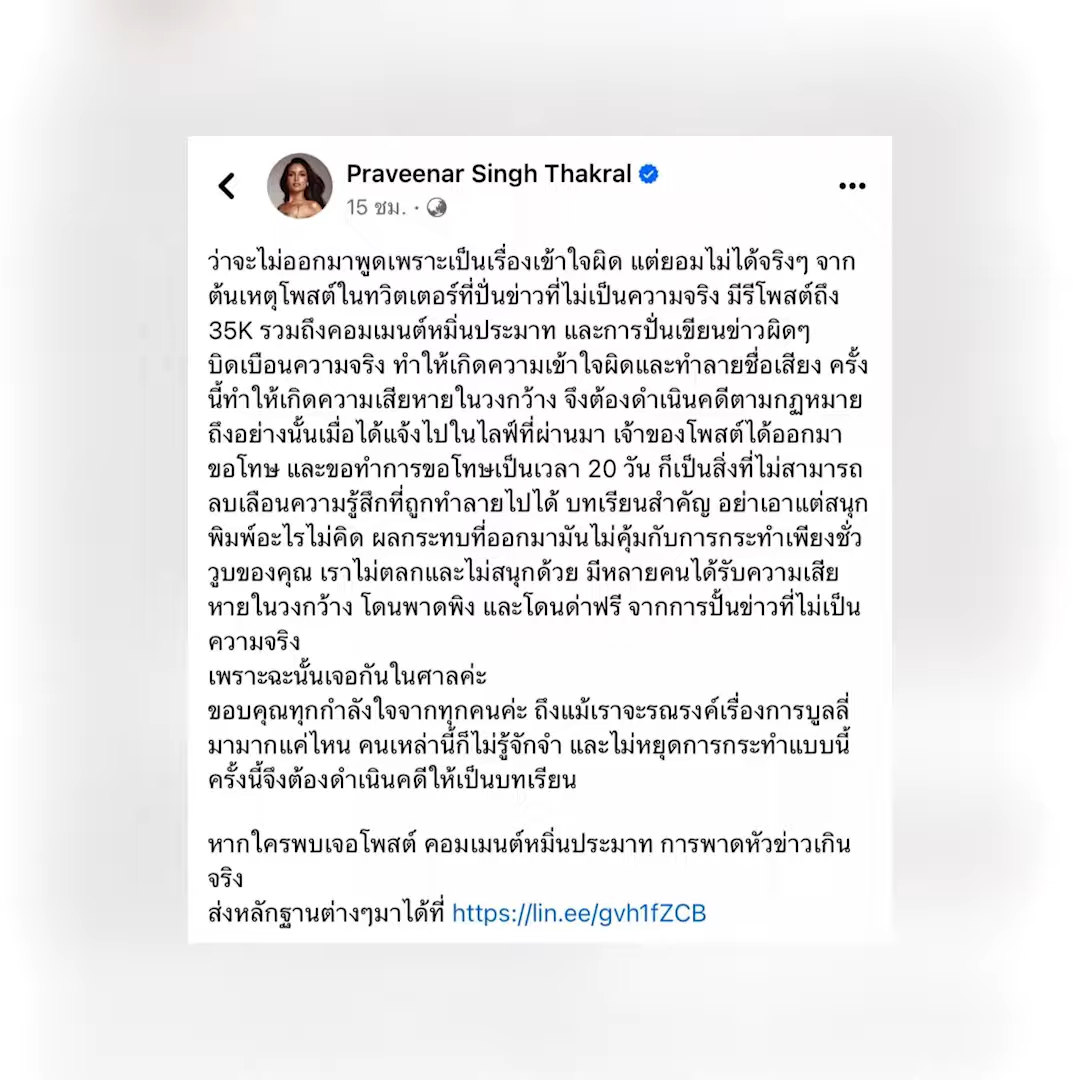 Praveenar Singh Thakral
15 ชม. ·
ว่าจะไม่ออกมาพูดเพราะเป็นเรื่องเข้าใจผิด แต่ยอมไม่ได้จริงๆ จาก
ต้นเหตุโพสต์ในทวิตเตอร์ที่ปั่นข่าวที่ไม่เป็นความจริง มีรีโพสต์ถึง
35K รวมถึงคอมเมนต์หมิ่นประมาท และการปั่นเขียนข่าวผิดๆ
บิดเบือนความจริง ทำให้เกิดความเข้าใจผิดและทำลายชื่อเสียง ครั้ง
นี้ทำให้เกิดความเสียหายในวงกว้าง จึงต้องดำเนินคดีตามกฏหมาย
ถึงอย่างนั้นเมื่อได้แจ้งไปในไลฟ์ที่ผ่านมา เจ้าของโพสต์ได้ออกมา
ขอโทษ และขอทำการขอโทษเป็นเวลา 20 วัน ก็เป็นสิ่งที่ไม่สามารถ
ลบเลือนความรู้สึกที่ถูกทำลายไปได้ บทเรียนสำคัญ อย่าเอาแต่สนุก
พิมพ์อะไรไม่คิด ผลกระทบที่ออกมามันไม่คุ้มกับการกระทำเพียงชั่ว
วูบของคุณ เราไม่ตลกและไม่สนุกด้วย มีหลายคนได้รับความเสีย
หายในวงกว้าง โดนพาดพิง และโดนด่าฟรี จากการปั้นข่าวที่ไม่เป็น
ความจริง
เพราะฉะนั้นเจอกันในศาลค่ะ
ขอบคุณทุกกำลังใจจากทุกคนค่ะ ถึงแม้เราจะรณรงค์เรื่องการบูลลี่
มามากแค่ไหน คนเหล่านี้ก็ไม่รู้จักจำ และไม่หยุดการกระทำแบบนี้
ครั้งนี้จึงต้องดำเนินคดีให้เป็นบทเรียน
หากใครพบเจอโพสต์ คอมเมนต์หมิ่นประมาท การพาดหัวข่าวเกิน
จริง
ส่งหลักฐานต่างๆมาได้ที่ https://lin.ee/gvh1fZCB